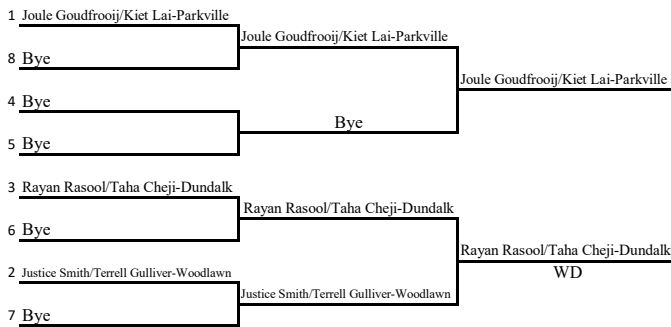 1 Joule Goudfrooij/Kiet Lai-Parkville
Joule Goudfrooij/Kiet Lai-Parkville
8 Bye
Joule Goudfrooij/Kiet Lai-Parkville
4 Bye
Bye
5 Bye
3 Rayan Rasool/Taha Cheji-Dundalk
Rayan Rasool/Taha Cheji-Dundalk
6 Bye
Rayan Rasool/Taha Cheji-Dundalk
WD
2 Justice Smith/Terrell Gulliver-Woodlawn
Justice Smith/Terrell Gulliver-Woodlawn
7 Bye